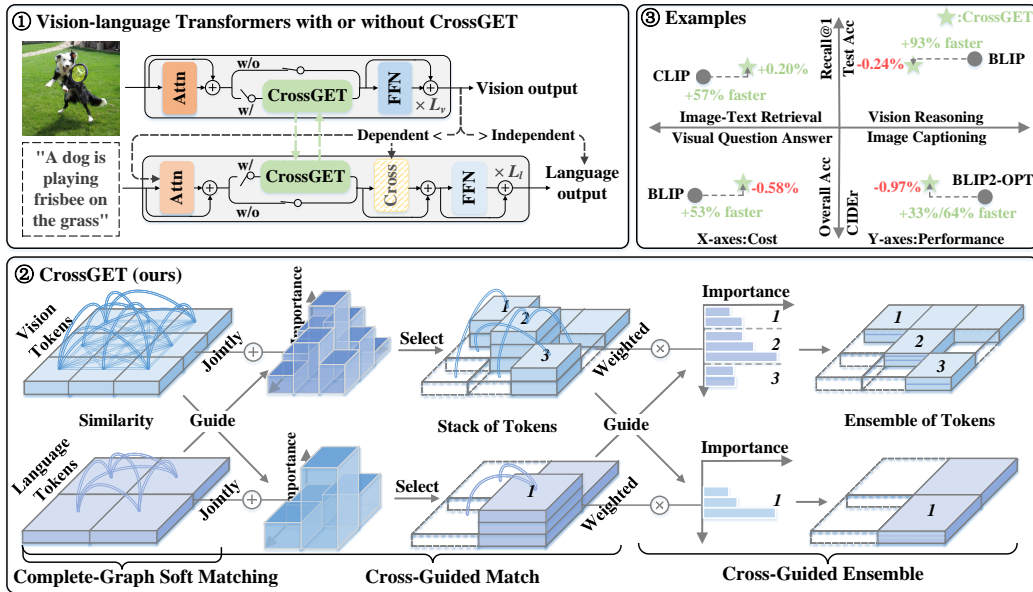 ① Vision-language Transformers with or without CrossGET
w/o
Attn
CrossGET
FFN
w/
× Lᵥ
Vision output
Dependent <
> Independent
"A dog is
playing
frisbee on
the grass"
Attn
w/
CrossGET
w/o
Cross
FFN
× Lₗ
Language
output
③ Examples
:CrossGET
Recall@1
Test Acc
CLIP
+0.20%
+57% faster
+93% faster
-0.24%
BLIP
Image-Text Retrieval
Vision Reasoning
Visual Question Answer
Image Captioning
BLIP
-0.58%
+53% faster
Overall Acc
CIDEr
-0.97%
BLIP2-OPT
+33%/64% faster
X-axes:Cost
Y-axes:Performance
② CrossGET (ours)
Vision
Tokens
Jointly
Importance
Select
1
2
3
Weighted
Importance
1
2
3
1
2
3
Similarity
Guide
Stack of Tokens
Guide
Ensemble of Tokens
Language
Tokens
Jointly
Importance
Select
1
Weighted
Importance
1
1
Complete-Graph Soft Matching
Cross-Guided Match
Cross-Guided Ensemble